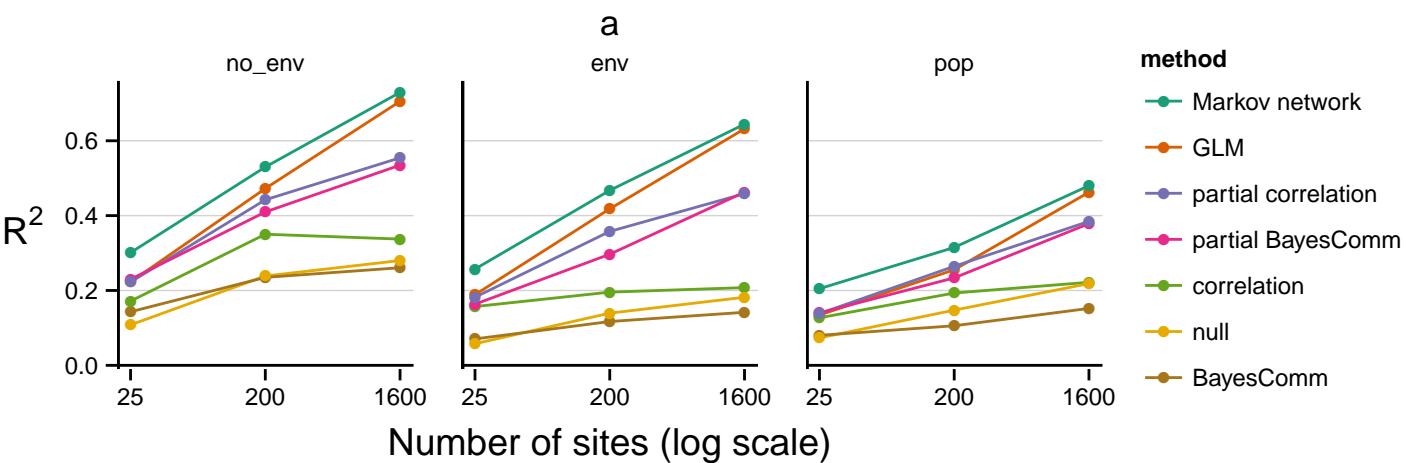 a
no_env env pop
0.6
0.4
0.2
0.0
R²
25 200 1600 25 200 1600 25 200 1600
Number of sites (log scale)
method
Markov network
GLM
partial correlation
partial BayesComm
correlation
null
BayesComm